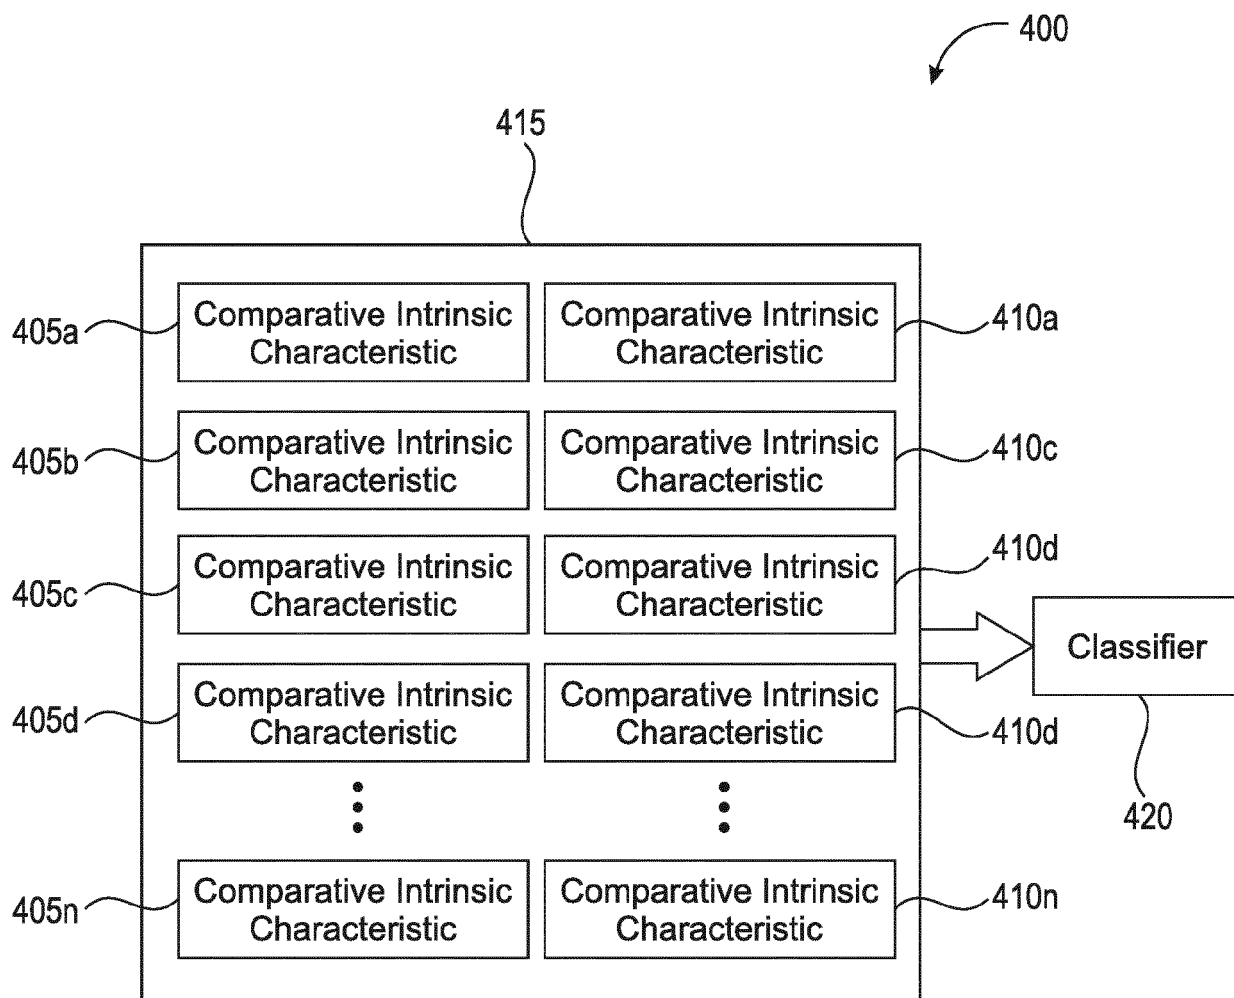 400
415
405a
Comparative Intrinsic
Characteristic
Comparative Intrinsic
Characteristic
410a
405b
Comparative Intrinsic
Characteristic
Comparative Intrinsic
Characteristic
410c
405c
Comparative Intrinsic
Characteristic
Comparative Intrinsic
Characteristic
410d
Classifier
405d
Comparative Intrinsic
Characteristic
Comparative Intrinsic
Characteristic
410d
420
405n
Comparative Intrinsic
Characteristic
Comparative Intrinsic
Characteristic
410n